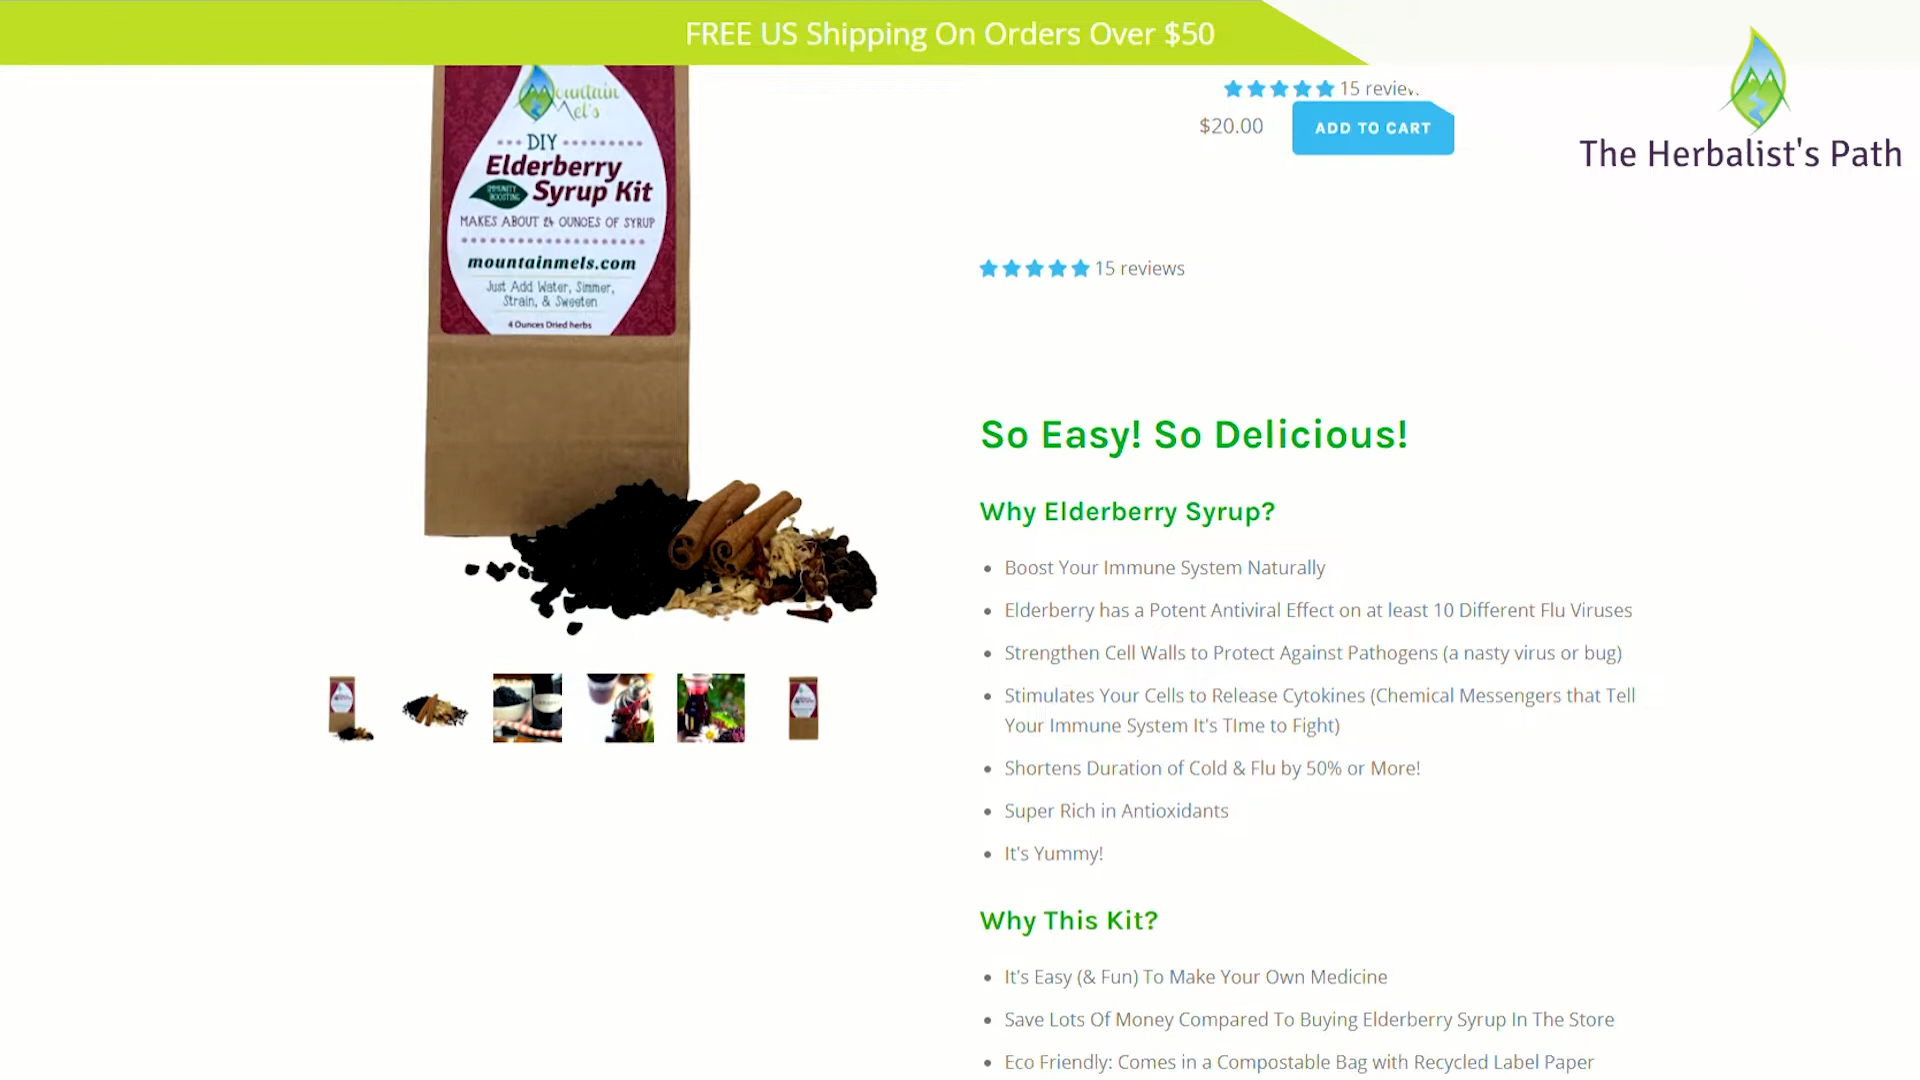 FREE US Shipping On Orders Over $50
The Herbalist's Path
Mountain
Mel's
DIY
Elderberry
IMMUNITY
BOOSTING
Syrup Kit
MAKES ABOUT 24 OUNCES OF SYRUP
mountainmels.com
Just Add Water, Simmer,
Strain, & Sweeten
4 Ounces Dried herbs
15 review
$20.00
ADD TO CART
15 reviews
So Easy! So Delicious!
Why Elderberry Syrup?
Boost Your Immune System Naturally
Elderberry has a Potent Antiviral Effect on at least 10 Different Flu Viruses
Strengthen Cell Walls to Protect Against Pathogens (a nasty virus or bug)
Stimulates Your Cells to Release Cytokines (Chemical Messengers that Tell
Your Immune System It's TIme to Fight)
Shortens Duration of Cold & Flu by 50% or More!
Super Rich in Antioxidants
It's Yummy!
Why This Kit?
It's Easy (& Fun) To Make Your Own Medicine
Save Lots Of Money Compared To Buying Elderberry Syrup In The Store
Eco Friendly: Comes in a Compostable Bag with Recycled Label Paper